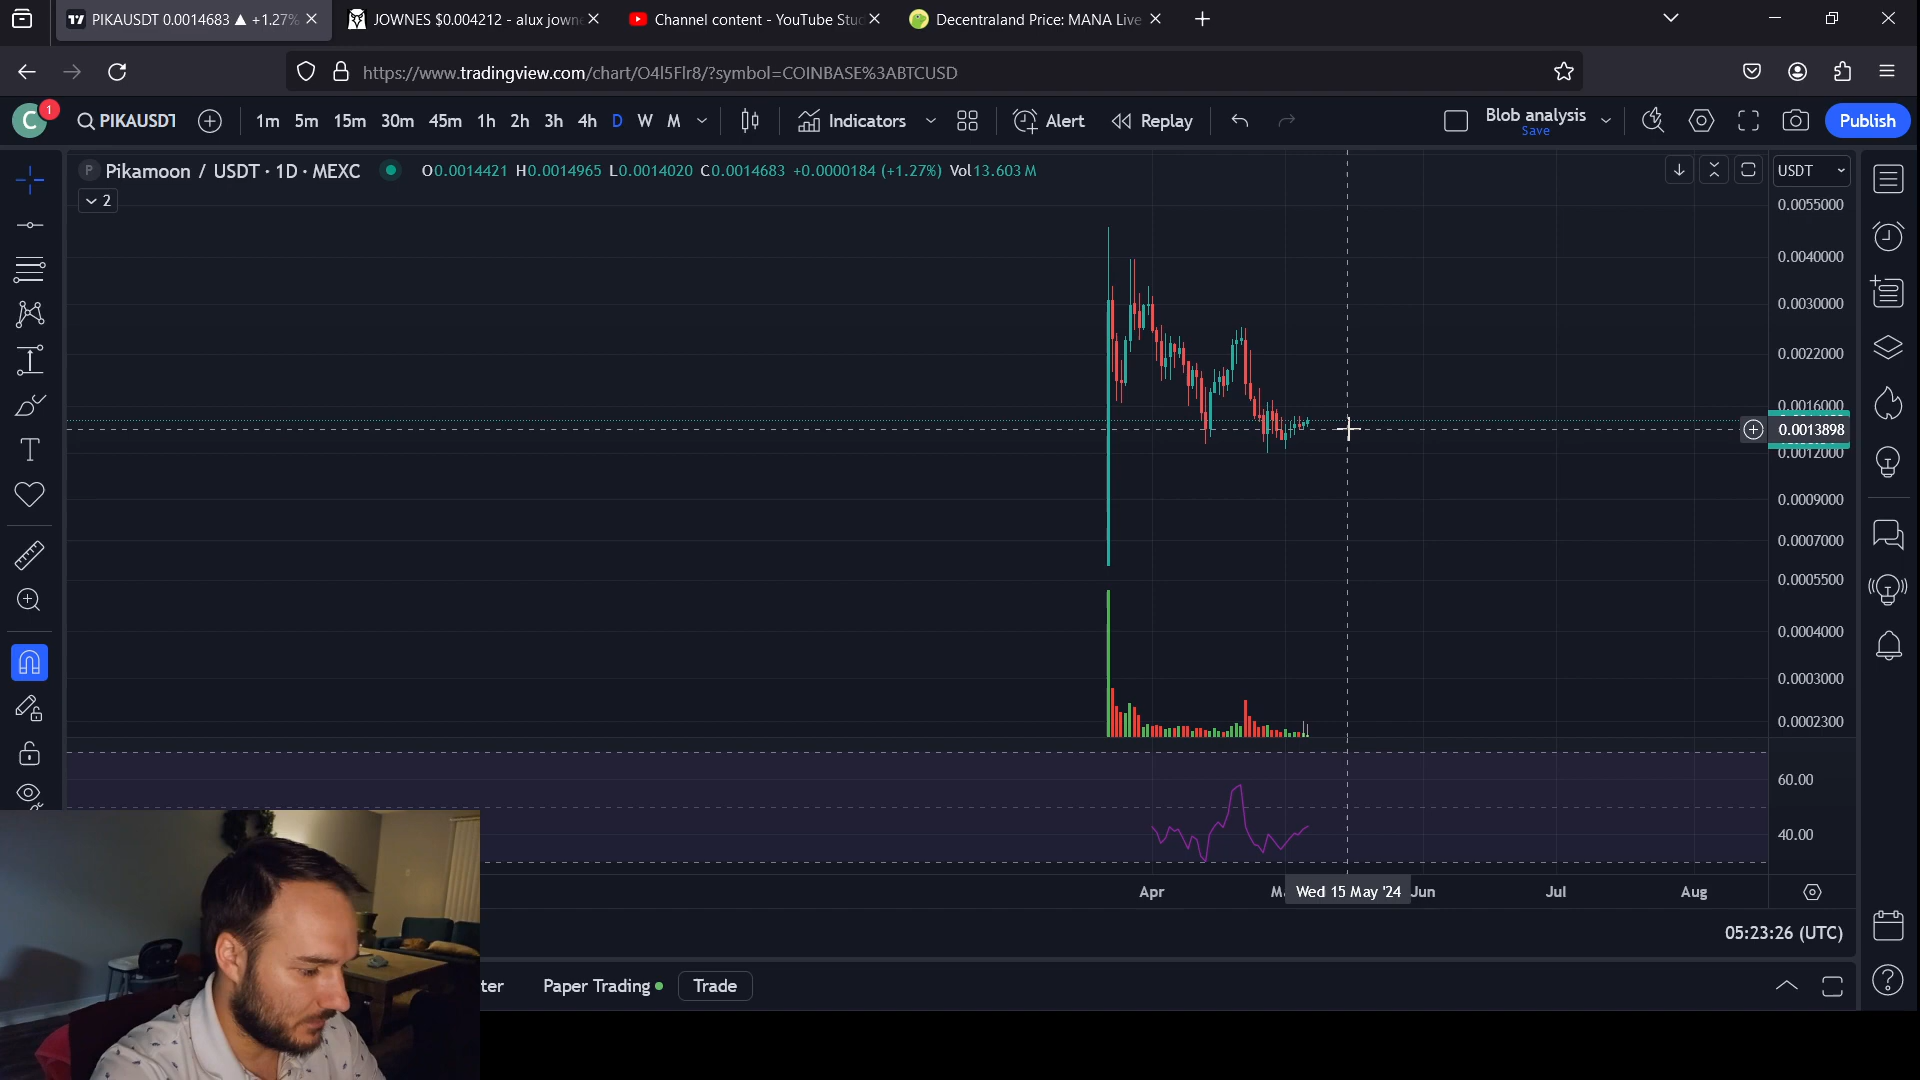 PIKAUSDT 0.0014683 ▲ +1.27%
JOWNES $0.004212 - alux jown
Channel content - YouTube Stud
Decentraland Price: MANA Live
https://www.tradingview.com/chart/O4l5Flr8/?symbol=COINBASE%3ABTCUSD
C 1 PIKAUSDT 1m 5m 15m 30m 45m 1h 2h 3h 4h D W M Indicators Alert Replay Blob analysis Save Publish
P Pikamoon / USDT · 1D · MEXC O0.0014421 H0.0014965 L0.0014020 C0.0014683 +0.0000184 (+1.27%) Vol13.603 M USDT
2
0.0055000
0.0040000
0.0030000
0.0022000
0.0016000
0.0013898
0.0012000
0.0009000
0.0007000
0.0005500
0.0004000
0.0003000
0.0002300
60.00
40.00
Apr Wed 15 May '24 Jun Jul Aug
05:23:26 (UTC)
ter Paper Trading Trade